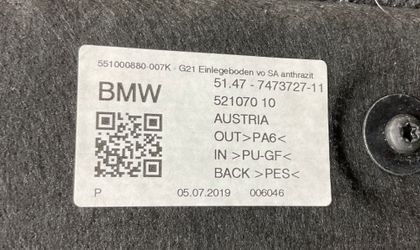 551000880-007K - G21 Einlegeboden vo SA anthrazit
BMW
51.47 - 7473727-11
521070 10
AUSTRIA
OUT>PA6<
IN >PU-GF<
BACK >PES<
P 05.07.2019 006046